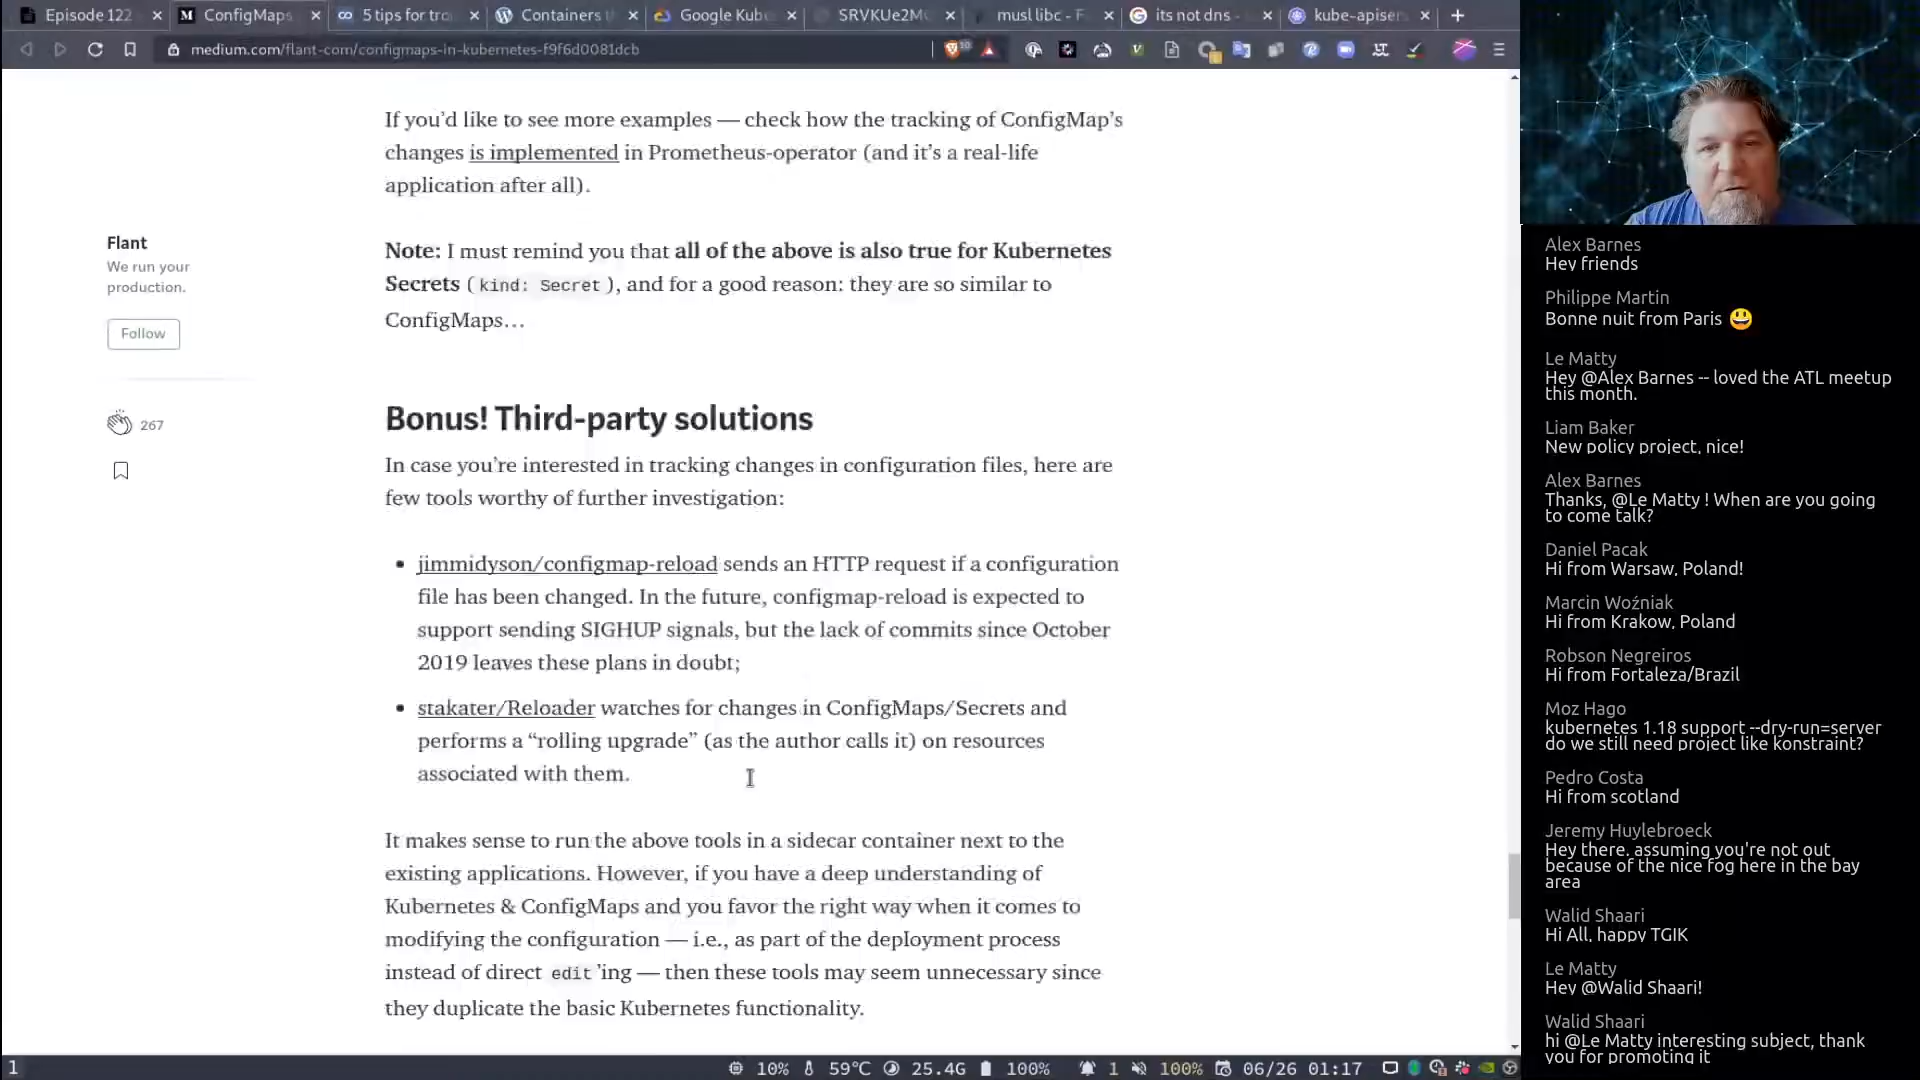 Episode 122
ConfigMaps
5 tips for tro
Containers t
Google Kube
SRVKUe2M
musl libc - F
its not dns -
kube-apiser
medium.com/flant-com/configmaps-in-kubernetes-f9f6d0081dcb
If you'd like to see more examples — check how the tracking of ConfigMap's
changes is implemented in Prometheus-operator (and it's a real-life
application after all).
Flant
We run your
production.
Follow
267
Note: I must remind you that all of the above is also true for Kubernetes
Secrets ( kind: Secret ), and for a good reason: they are so similar to
ConfigMaps…
Bonus! Third-party solutions
In case you're interested in tracking changes in configuration files, here are
few tools worthy of further investigation:
• jimmidyson/configmap-reload sends an HTTP request if a configuration
file has been changed. In the future, configmap-reload is expected to
support sending SIGHUP signals, but the lack of commits since October
2019 leaves these plans in doubt;
• stakater/Reloader watches for changes in ConfigMaps/Secrets and
performs a “rolling upgrade” (as the author calls it) on resources
associated with them.
It makes sense to run the above tools in a sidecar container next to the
existing applications. However, if you have a deep understanding of
Kubernetes & ConfigMaps and you favor the right way when it comes to
modifying the configuration — i.e., as part of the deployment process
instead of direct edit 'ing — then these tools may seem unnecessary since
they duplicate the basic Kubernetes functionality.
Alex Barnes
Hey friends
Philippe Martin
Bonne nuit from Paris 😃
Le Matty
Hey @Alex Barnes -- loved the ATL meetup
this month.
Liam Baker
New policy project, nice!
Alex Barnes
Thanks, @Le Matty ! When are you going
to come talk?
Daniel Pacak
Hi from Warsaw, Poland!
Marcin Woźniak
Hi from Krakow, Poland
Robson Negreiros
Hi from Fortaleza/Brazil
Moz Hago
kubernetes 1.18 support --dry-run=server
do we still need project like konstraint?
Pedro Costa
Hi from scotland
Jeremy Huylebroeck
Hey there. assuming you're not out
because of the nice fog here in the bay
area
Walid Shaari
Hi All, happy TGIK
Le Matty
Hey @Walid Shaari!
Walid Shaari
hi @Le Matty interesting subject, thank
you for promoting it
1
10% 59°C 25.4G 100% 1 100% 06/26 01:17